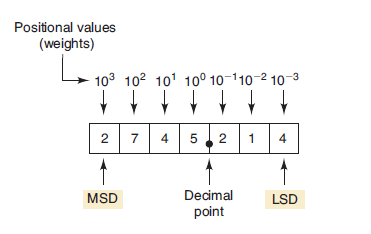 Positional values
(weights)
10³ 10² 10¹ 10⁰ 10⁻¹ 10⁻² 10⁻³
2 7 4 5 . 2 1 4
MSD
Decimal
point
LSD